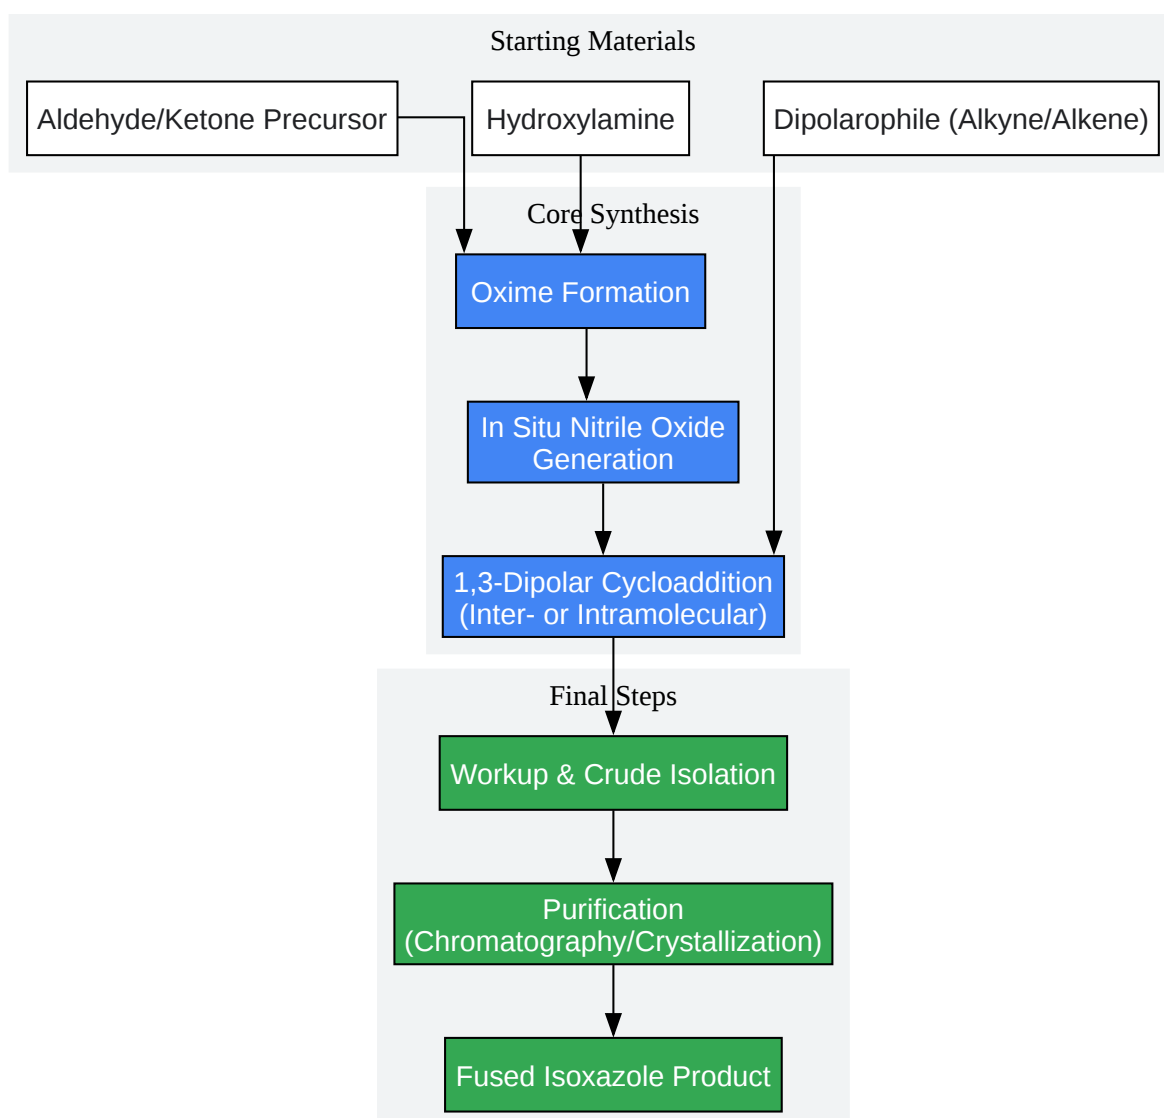 Starting Materials
Aldehyde/Ketone Precursor
Hydroxylamine
Dipolarophile (Alkyne/Alkene)
Core Synthesis
Oxime Formation
In Situ Nitrile Oxide
Generation
1,3-Dipolar Cycloaddition
(Inter- or Intramolecular)
Final Steps
Workup & Crude Isolation
Purification
(Chromatography/Crystallization)
Fused Isoxazole Product